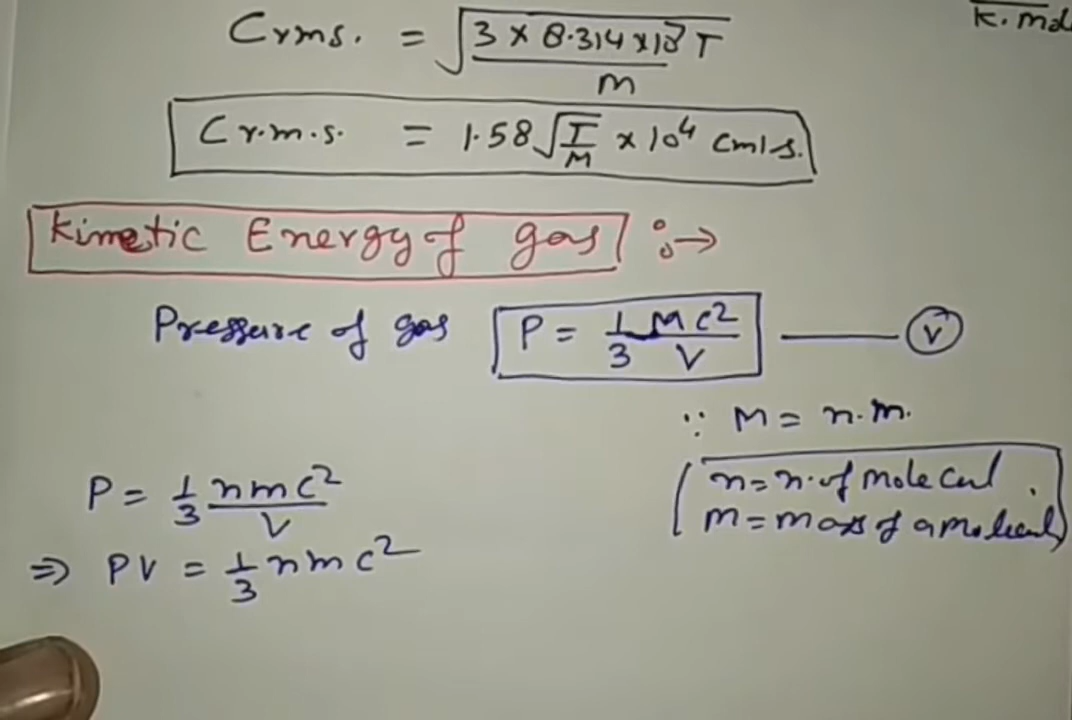 K. mol
Crms. = √3 × 8.314 × 10⁷ T / M
Cr.m.s. = 1.58 √T/M × 10⁴ cm/s.
Kinetic Energy of gas :→
Pressure of gas P = 1/3 Mc²/V —— (V)
∵ M = n.m.
n = n. of molecul.
P = 1/3 nmc²/V
m = mass of a molecul
⇒ PV = 1/3 nmc²